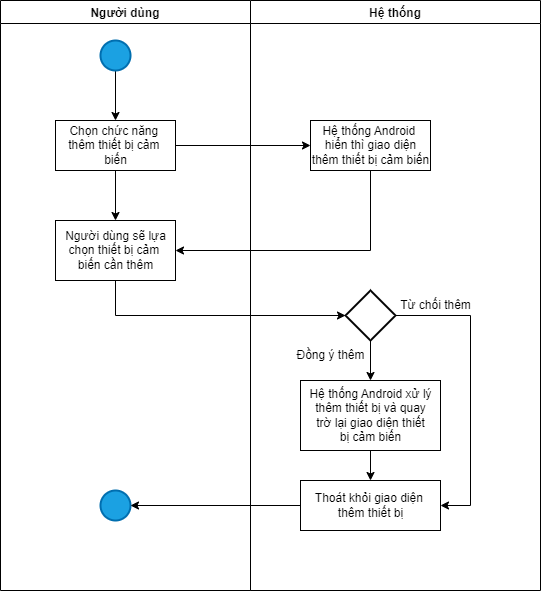 Người dùng
Hệ thống
Chọn chức năng
thêm thiết bị cảm
biến
Hệ thống Android
hiển thì giao diện
thêm thiết bị cảm biến
Người dùng sẽ lựa
chọn thiết bị cảm
biến cần thêm
Từ chối thêm
Đồng ý thêm
Hệ thống Android xử lý
thêm thiết bị và quay
trờ lại giao diện thiết
bị cảm biến
Thoát khỏi giao diện
thêm thiết bị